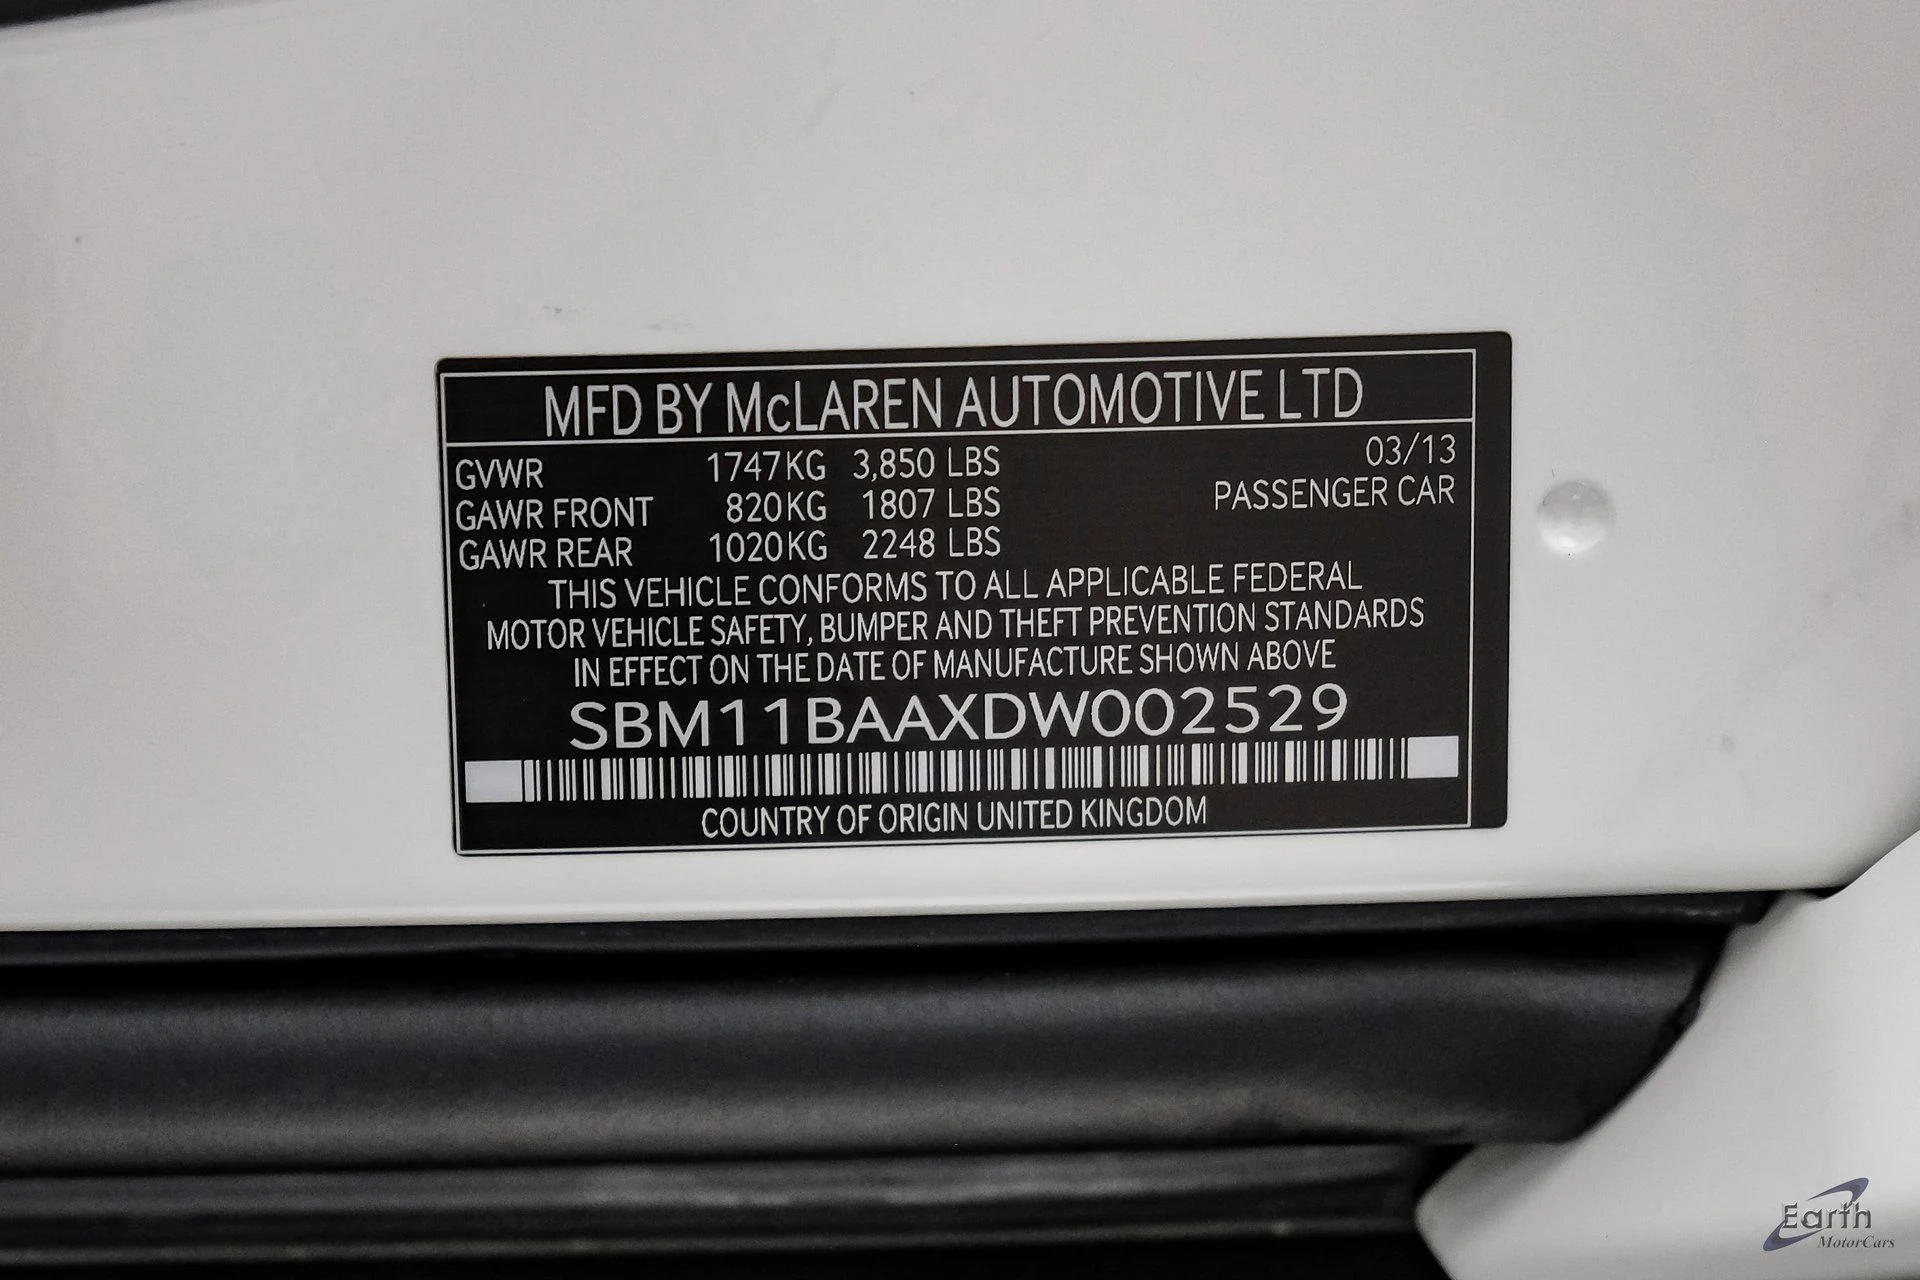 MFD BY McLAREN AUTOMOTIVE LTD
GVWR 1747KG 3,850 LBS 03/13
GAWR FRONT 820KG 1807 LBS PASSENGER CAR
GAWR REAR 1020KG 2248 LBS
THIS VEHICLE CONFORMS TO ALL APPLICABLE FEDERAL
MOTOR VEHICLE SAFETY, BUMPER AND THEFT PREVENTION STANDARDS
IN EFFECT ON THE DATE OF MANUFACTURE SHOWN ABOVE
SBM11BAAXDW002529
COUNTRY OF ORIGIN UNITED KINGDOM
Earth
MotorCars